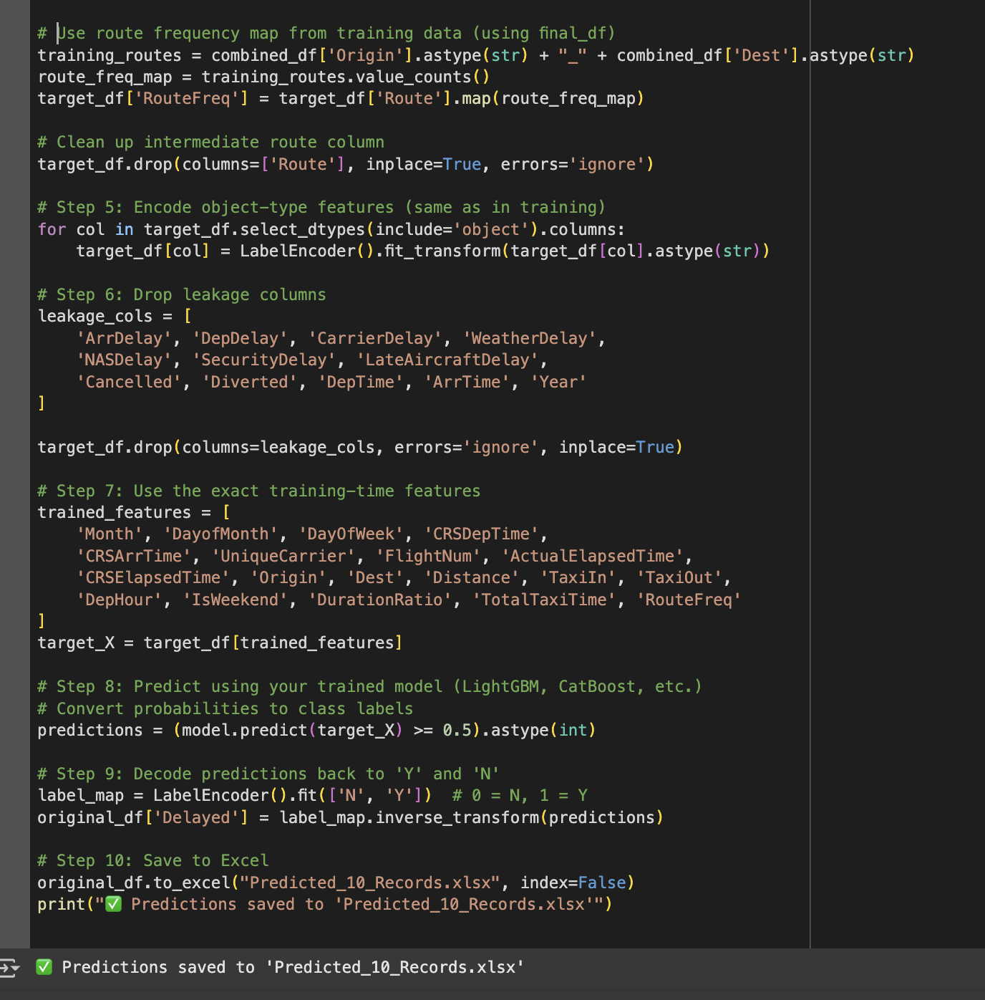 # Use route frequency map from training data (using final_df)
training_routes = combined_df['Origin'].astype(str) + "_" + combined_df['Dest'].astype(str)
route_freq_map = training_routes.value_counts()
target_df['RouteFreq'] = target_df['Route'].map(route_freq_map)

# Clean up intermediate route column
target_df.drop(columns=['Route'], inplace=True, errors='ignore')

# Step 5: Encode object-type features (same as in training)
for col in target_df.select_dtypes(include='object').columns:
    target_df[col] = LabelEncoder().fit_transform(target_df[col].astype(str))

# Step 6: Drop leakage columns
leakage_cols = [
    'ArrDelay', 'DepDelay', 'CarrierDelay', 'WeatherDelay',
    'NASDelay', 'SecurityDelay', 'LateAircraftDelay',
    'Cancelled', 'Diverted', 'DepTime', 'ArrTime', 'Year'
]

target_df.drop(columns=leakage_cols, errors='ignore', inplace=True)

# Step 7: Use the exact training-time features
trained_features = [
    'Month', 'DayofMonth', 'DayOfWeek', 'CRSDepTime',
    'CRSArrTime', 'UniqueCarrier', 'FlightNum', 'ActualElapsedTime',
    'CRSElapsedTime', 'Origin', 'Dest', 'Distance', 'TaxiIn', 'TaxiOut',
    'DepHour', 'IsWeekend', 'DurationRatio', 'TotalTaxiTime', 'RouteFreq'
]
target_X = target_df[trained_features]

# Step 8: Predict using your trained model (LightGBM, CatBoost, etc.)
# Convert probabilities to class labels
predictions = (model.predict(target_X) >= 0.5).astype(int)

# Step 9: Decode predictions back to 'Y' and 'N'
label_map = LabelEncoder().fit(['N', 'Y'])  # 0 = N, 1 = Y
original_df['Delayed'] = label_map.inverse_transform(predictions)

# Step 10: Save to Excel
original_df.to_excel("Predicted_10_Records.xlsx", index=False)
print("✅ Predictions saved to 'Predicted_10_Records.xlsx'")

✅ Predictions saved to 'Predicted_10_Records.xlsx'